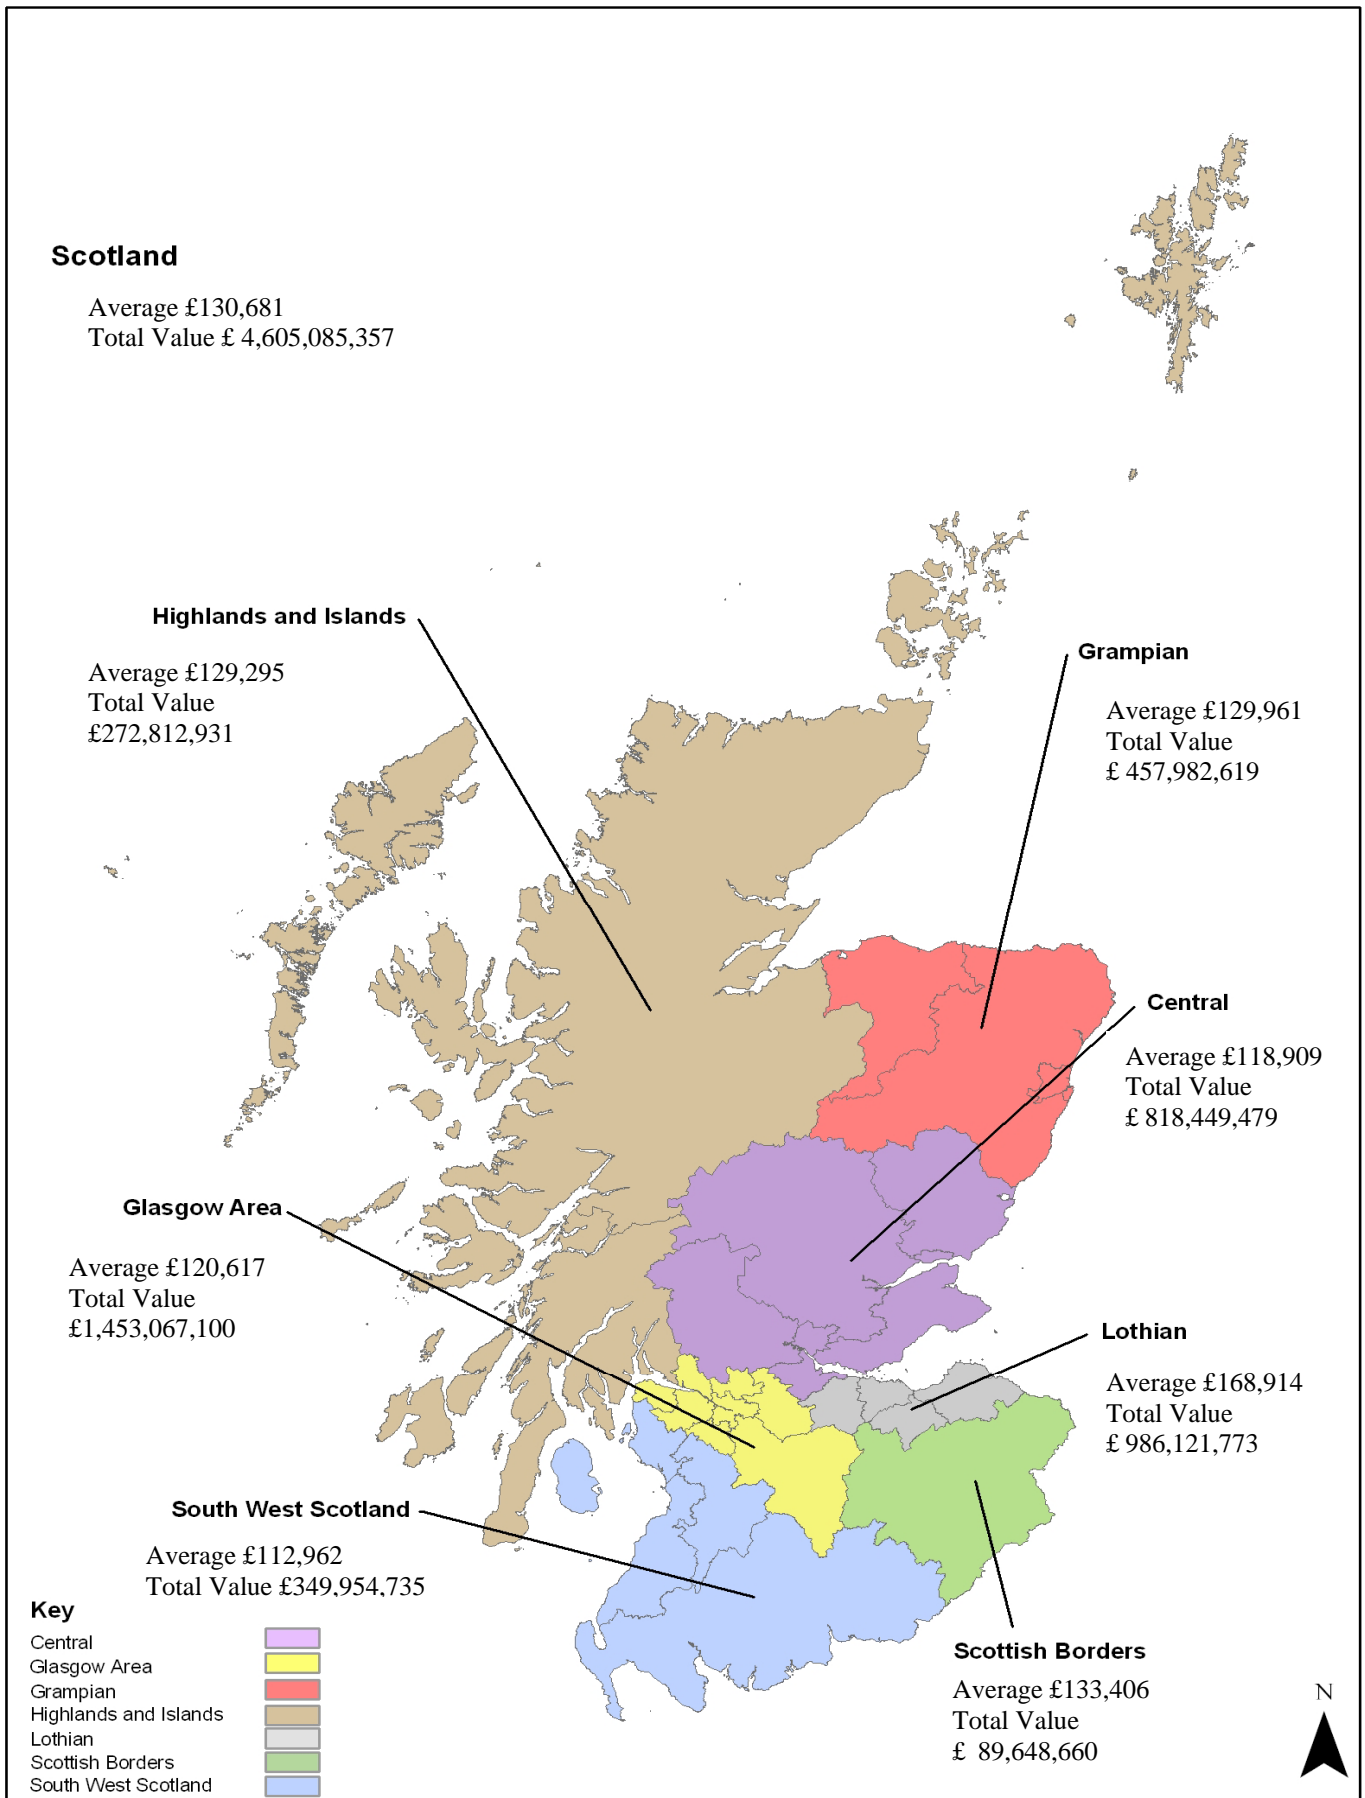 Scotland
Average £130,681
Total Value £ 4,605,085,357
Highlands and Islands
Average £129,295
Total Value
£272,812,931
Grampian
Average £129,961
Total Value
£ 457,982,619
Central
Average £118,909
Total Value
£ 818,449,479
Glasgow Area
Average £120,617
Total Value
£1,453,067,100
Lothian
Average £168,914
Total Value
£ 986,121,773
South West Scotland
Average £112,962
Total Value £349,954,735
Scottish Borders
Average £133,406
Total Value
£ 89,648,660
Key
Central
Glasgow Area
Grampian
Highlands and Islands
Lothian
Scottish Borders
South West Scotland
N